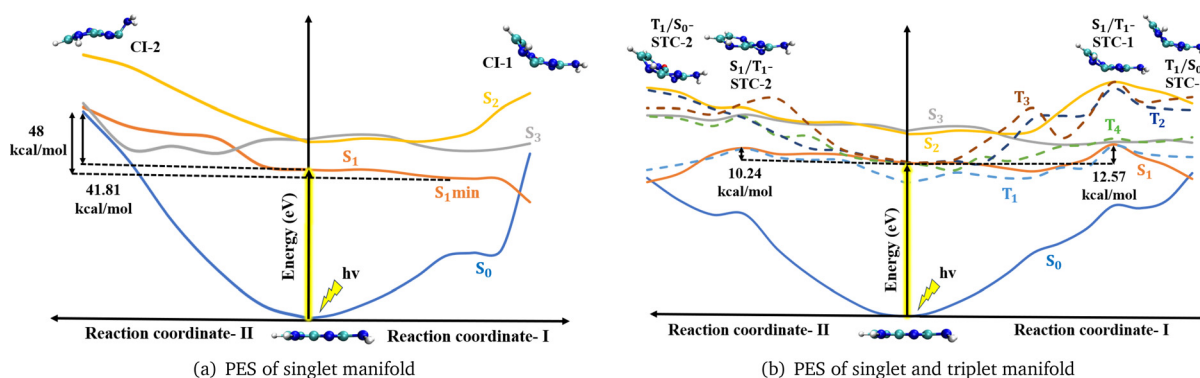 CI-2
CI-1
S₂
S₃
S₁
S₁min
S₀
48
kcal/mol
41.81
kcal/mol
Energy (eV)
hv
Reaction coordinate- II
Reaction coordinate- I
(a) PES of singlet manifold
T₁/S₀-
STC-2
S₁/T₁-
STC-2
S₁/T₁-
STC-1
T₁/S₀
STC-
T₃
T₂
S₃
S₂
T₄
S₁
T₁
10.24
kcal/mol
12.57
kcal/mol
S₀
Energy (eV)
hv
Reaction coordinate- II
Reaction coordinate- I
(b) PES of singlet and triplet manifold